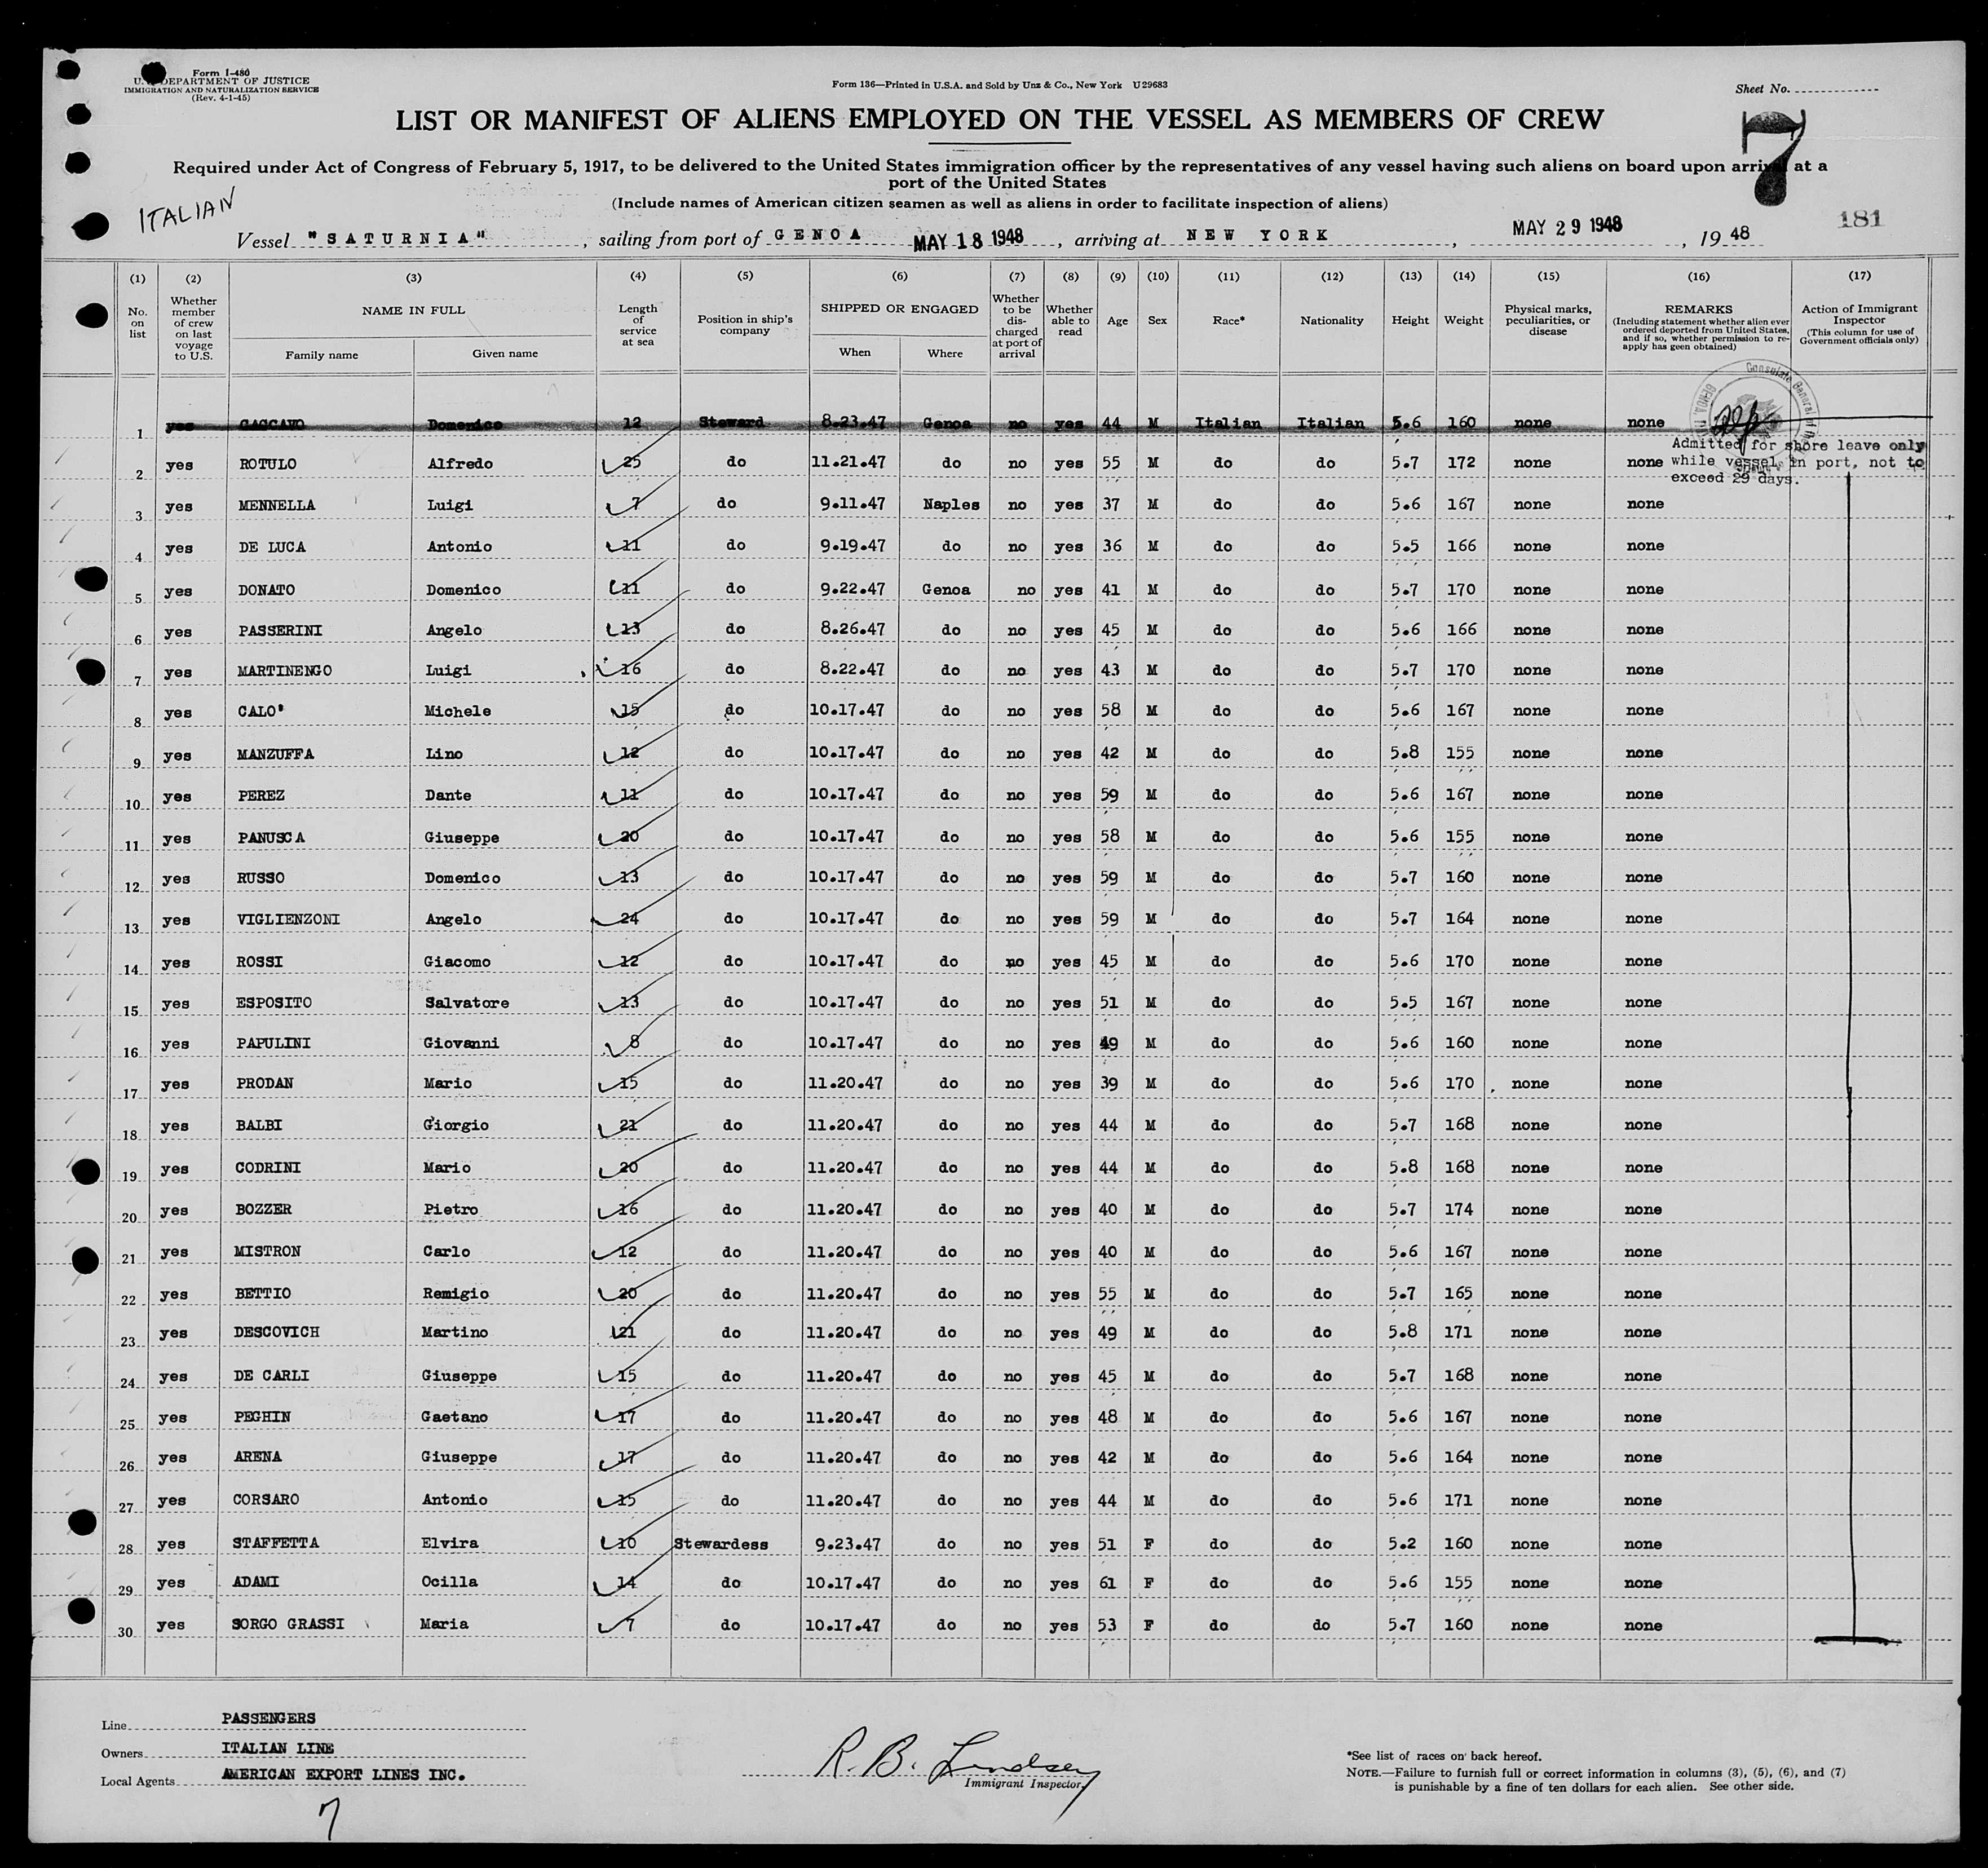 Form I-480
U. S. DEPARTMENT OF JUSTICE
IMMIGRATION AND NATURALIZATION SERVICE
(Rev. 4-1-45)
Form 136—Printed in U.S.A. and Sold by Unz & Co., New York U29683
Sheet No.
7
LIST OR MANIFEST OF ALIENS EMPLOYED ON THE VESSEL AS MEMBERS OF CREW
Required under Act of Congress of February 5, 1917, to be delivered to the United States immigration officer by the representatives of any vessel having such aliens on board upon arrival at a
port of the United States
(Include names of American citizen seamen as well as aliens in order to facilitate inspection of aliens)
ITALIAN
181
Vessel "SATURNIA", sailing from port of GENOA MAY 18 1948, arriving at NEW YORK, MAY 29 1948, 19 48
(1) No. on list
(2) Whether member of crew on last voyage to U.S.
(3) NAME IN FULL Family name Given name
(4) Length of service at sea
(5) Position in ship's company
(6) SHIPPED OR ENGAGED When Where
(7) Whether to be dis-charged at port of arrival
(8) Whether able to read
(9) Age
(10) Sex
(11) Race*
(12) Nationality
(13) Height
(14) Weight
(15) Physical marks, peculiarities, or disease
(16) REMARKS (Including statement whether alien ever ordered deported from United States, and if so, whether permission to re-apply has geen obtained)
(17) Action of Immigrant Inspector (This column for use of Government officials only)
Consulate General of the
GENOA
1 yes CACCAVO Domenico 12 Steward 8.23.47 Genoa no yes 44 M Italian Italian 5.6 160 none none
Admitted for shore leave only
while vessel in port, not to
exceed 29 days.
2 yes ROTULO Alfredo 25 do 11.21.47 do no yes 55 M do do 5.7 172 none none
3 yes MENNELLA Luigi 7 do 9.11.47 Naples no yes 37 M do do 5.6 167 none none
4 yes DE LUCA Antonio 11 do 9.19.47 do no yes 36 M do do 5.5 166 none none
5 yes DONATO Domenico 11 do 9.22.47 Genoa no yes 41 M do do 5.7 170 none none
6 yes PASSERINI Angelo 13 do 8.26.47 do no yes 45 M do do 5.6 166 none none
7 yes MARTINENGO Luigi 16 do 8.22.47 do no yes 43 M do do 5.7 170 none none
8 yes CALO' Michele 15 do 10.17.47 do no yes 58 M do do 5.6 167 none none
9 yes MANZUFFA Lino 12 do 10.17.47 do no yes 42 M do do 5.8 155 none none
10 yes PEREZ Dante 11 do 10.17.47 do no yes 59 M do do 5.6 167 none none
11 yes PANUSCA Giuseppe 20 do 10.17.47 do no yes 58 M do do 5.6 155 none none
12 yes RUSSO Domenico 13 do 10.17.47 do no yes 59 M do do 5.7 160 none none
13 yes VIGLIENZONI Angelo 24 do 10.17.47 do no yes 59 M do do 5.7 164 none none
14 yes ROSSI Giacomo 12 do 10.17.47 do no yes 45 M do do 5.6 170 none none
15 yes ESPOSITO Salvatore 13 do 10.17.47 do no yes 51 M do do 5.5 167 none none
16 yes PAPULINI Giovanni 8 do 10.17.47 do no yes 49 M do do 5.6 160 none none
17 yes PRODAN Mario 15 do 11.20.47 do no yes 39 M do do 5.6 170 none none
18 yes BALBI Giorgio 21 do 11.20.47 do no yes 44 M do do 5.7 168 none none
19 yes CODRINI Mario 20 do 11.20.47 do no yes 44 M do do 5.8 168 none none
20 yes BOZZER Pietro 16 do 11.20.47 do no yes 40 M do do 5.7 174 none none
21 yes MISTRON Carlo 12 do 11.20.47 do no yes 40 M do do 5.6 167 none none
22 yes BETTIO Remigio 20 do 11.20.47 do no yes 55 M do do 5.7 165 none none
23 yes DESCOVICH Martino 21 do 11.20.47 do no yes 49 M do do 5.8 171 none none
24 yes DE CARLI Giuseppe 15 do 11.20.47 do no yes 45 M do do 5.7 168 none none
25 yes PEGHIN Gaetano 17 do 11.20.47 do no yes 48 M do do 5.6 167 none none
26 yes ARENA Giuseppe 17 do 11.20.47 do no yes 42 M do do 5.6 164 none none
27 yes CORSARO Antonio 15 do 11.20.47 do no yes 44 M do do 5.6 171 none none
28 yes STAFFETTA Elvira 10 Stewardess 9.23.47 do no yes 51 F do do 5.2 160 none none
29 yes ADAMI Ocilla 14 do 10.17.47 do no yes 61 F do do 5.6 155 none none
30 yes SORGO GRASSI Maria 7 do 10.17.47 do no yes 53 F do do 5.7 160 none none
Line PASSENGERS
Owners ITALIAN LINE
Local Agents AMERICAN EXPORT LINES INC.
7
R. B. Lindsey
Immigrant Inspector
*See list of races on back hereof.
NOTE.—Failure to furnish full or correct information in columns (3), (5), (6), and (7)
is punishable by a fine of ten dollars for each alien. See other side.